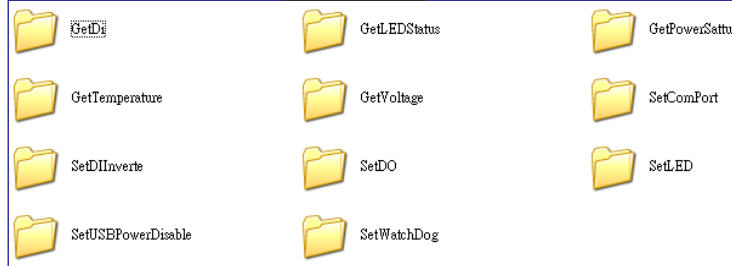 GetDi
GetLEDStatus
GetPowerSattu
GetTemperature
GetVoltage
SetComPort
SetDIInverte
SetDO
SetLED
SetUSBPowerDisable
SetWatchDog